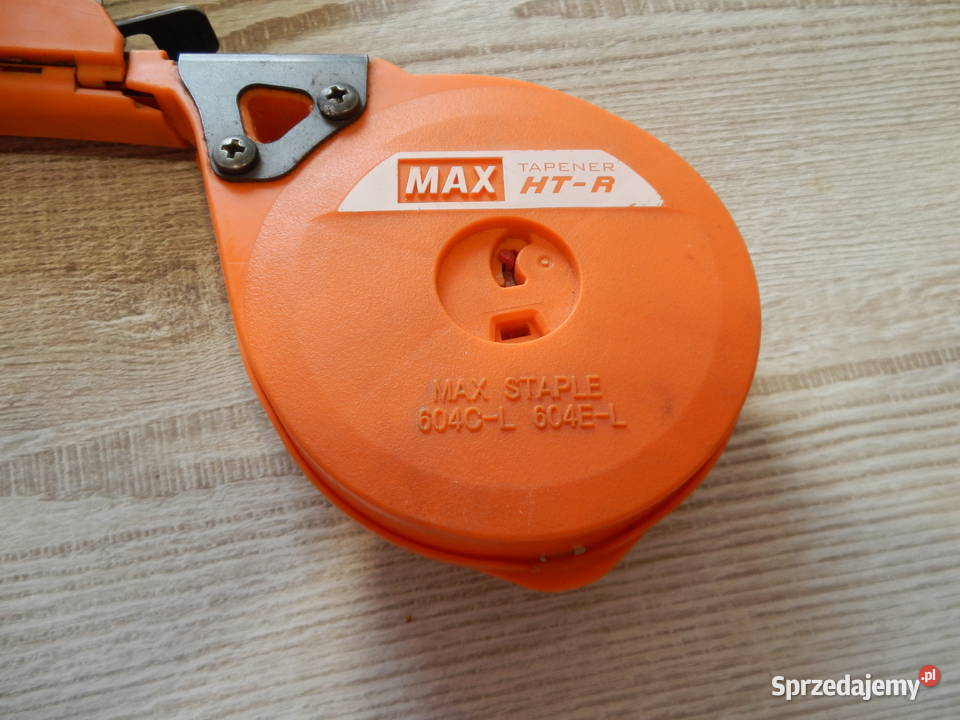 MAX TAPENER
HT-R
MAX STAPLE
604C-L 604E-L
Sprzedajemy.pl